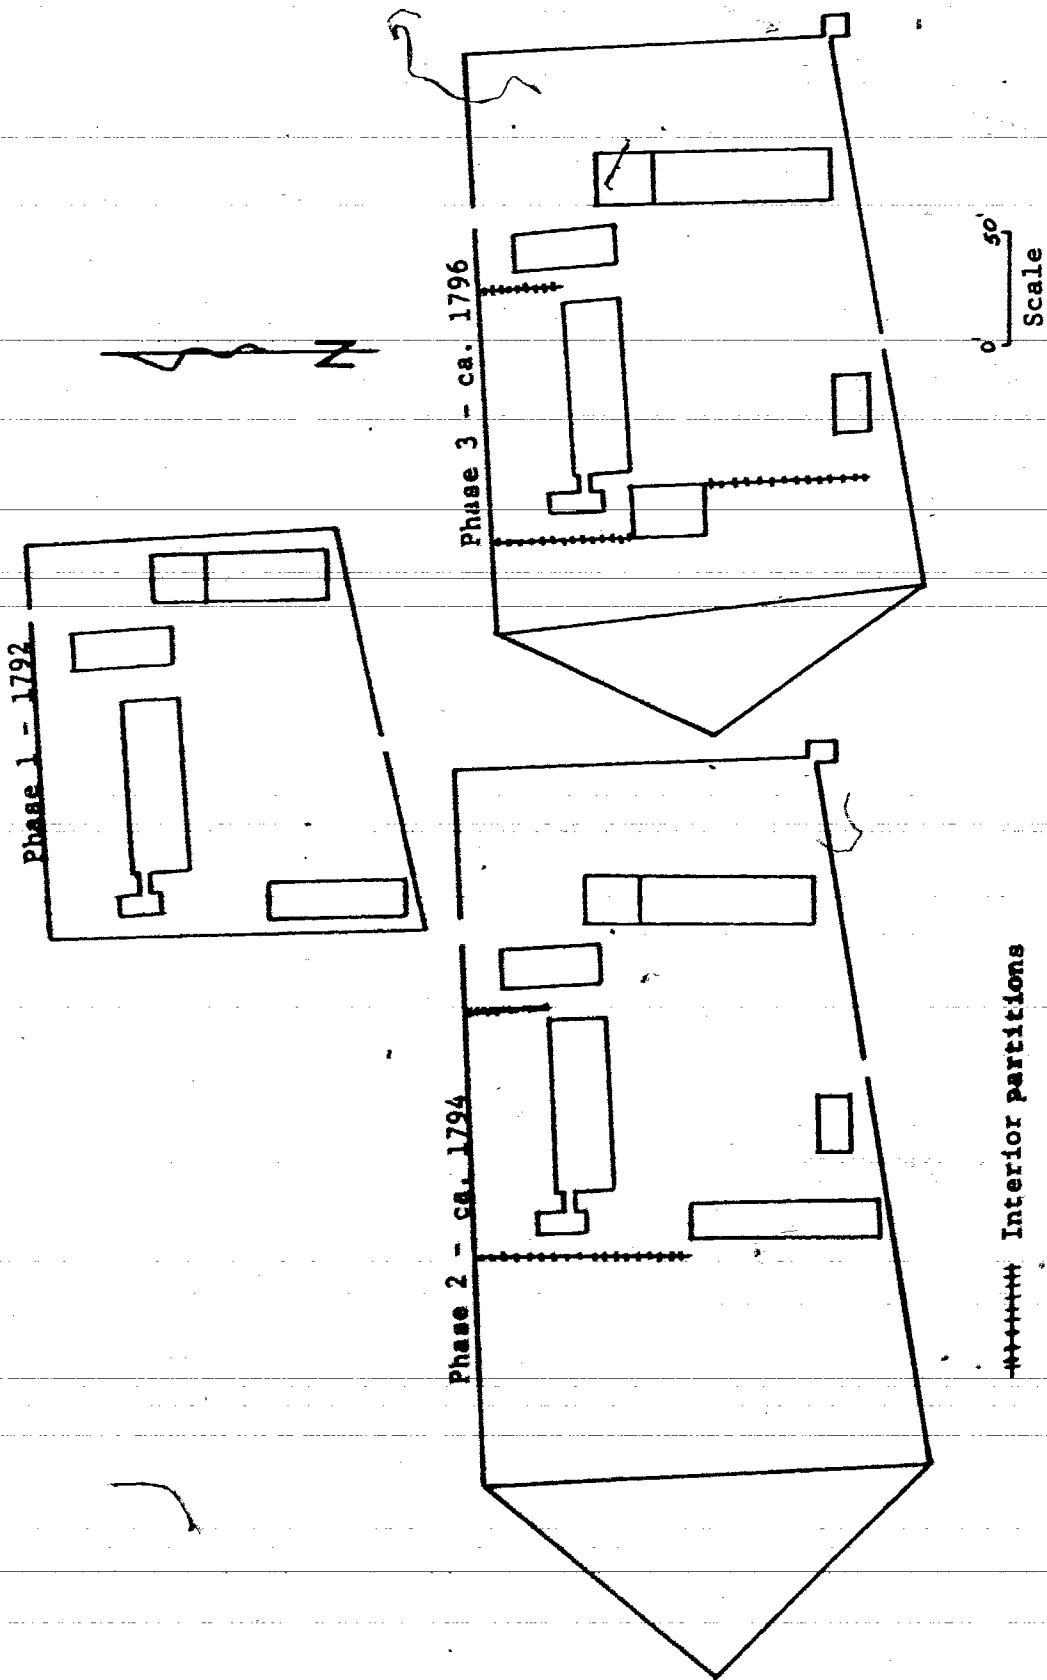 Phase 1 - 1792
Phase 2 - ca. 1794
Phase 3 - ca. 1796
N
Interior partitions
0' 50'
Scale